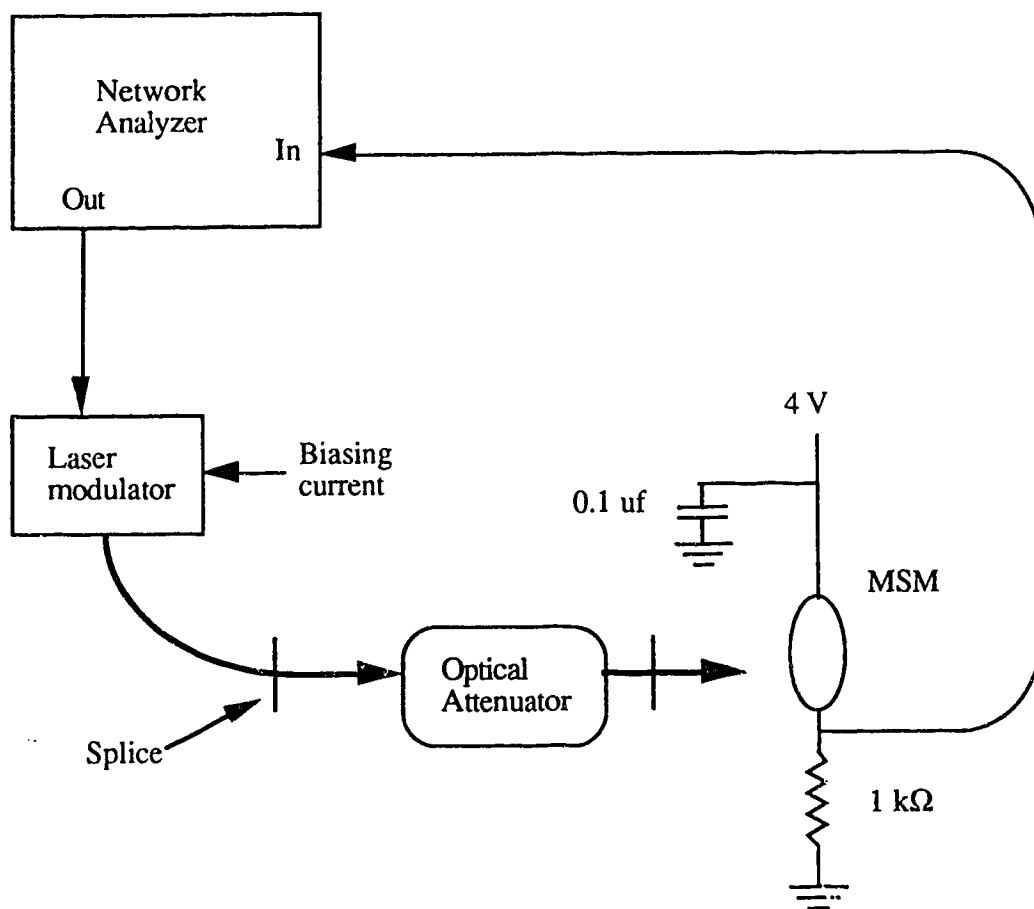 Network
Analyzer
In
Out
4 V
Laser
modulator
Biasing
current
0.1 uf
MSM
Optical
Attenuator
Splice
1 kΩ